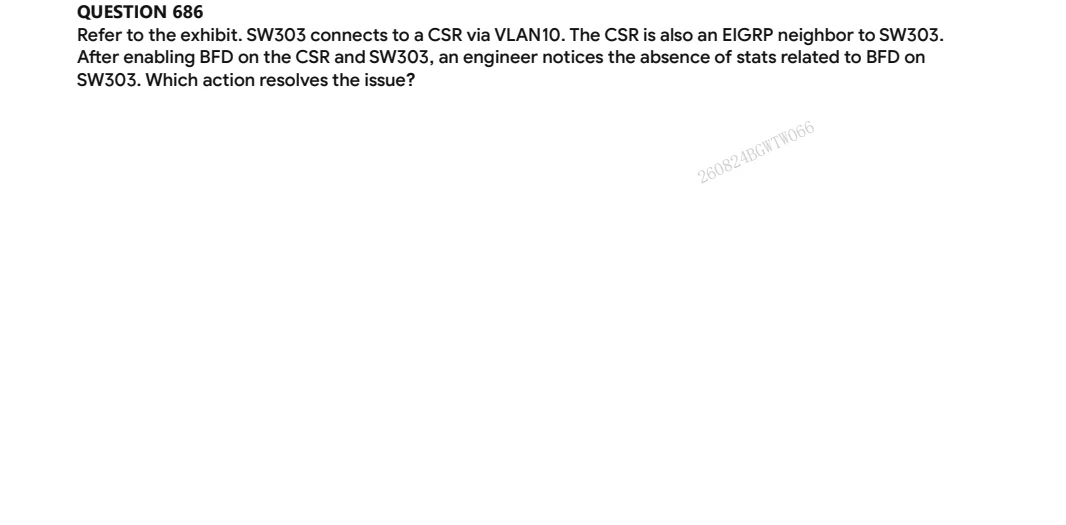 QUESTION 686
Refer to the exhibit. SW303 connects to a CSR via VLAN10. The CSR is also an EIGRP neighbor to SW303.
After enabling BFD on the CSR and SW303, an engineer notices the absence of stats related to BFD on
SW303. Which action resolves the issue?
260824BGWTW066